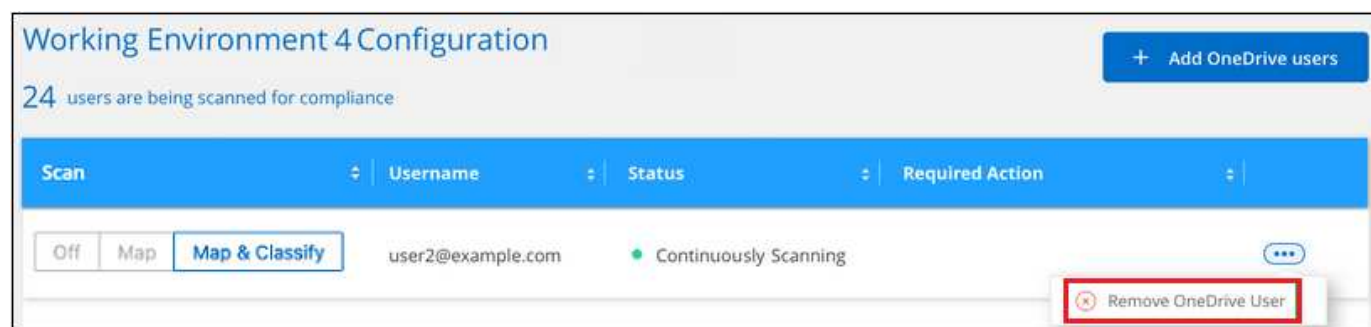 Working Environment 4 Configuration
+ Add OneDrive users
24 users are being scanned for compliance
Scan Username Status Required Action
Off Map Map & Classify user2@example.com Continuously Scanning
Remove OneDrive User